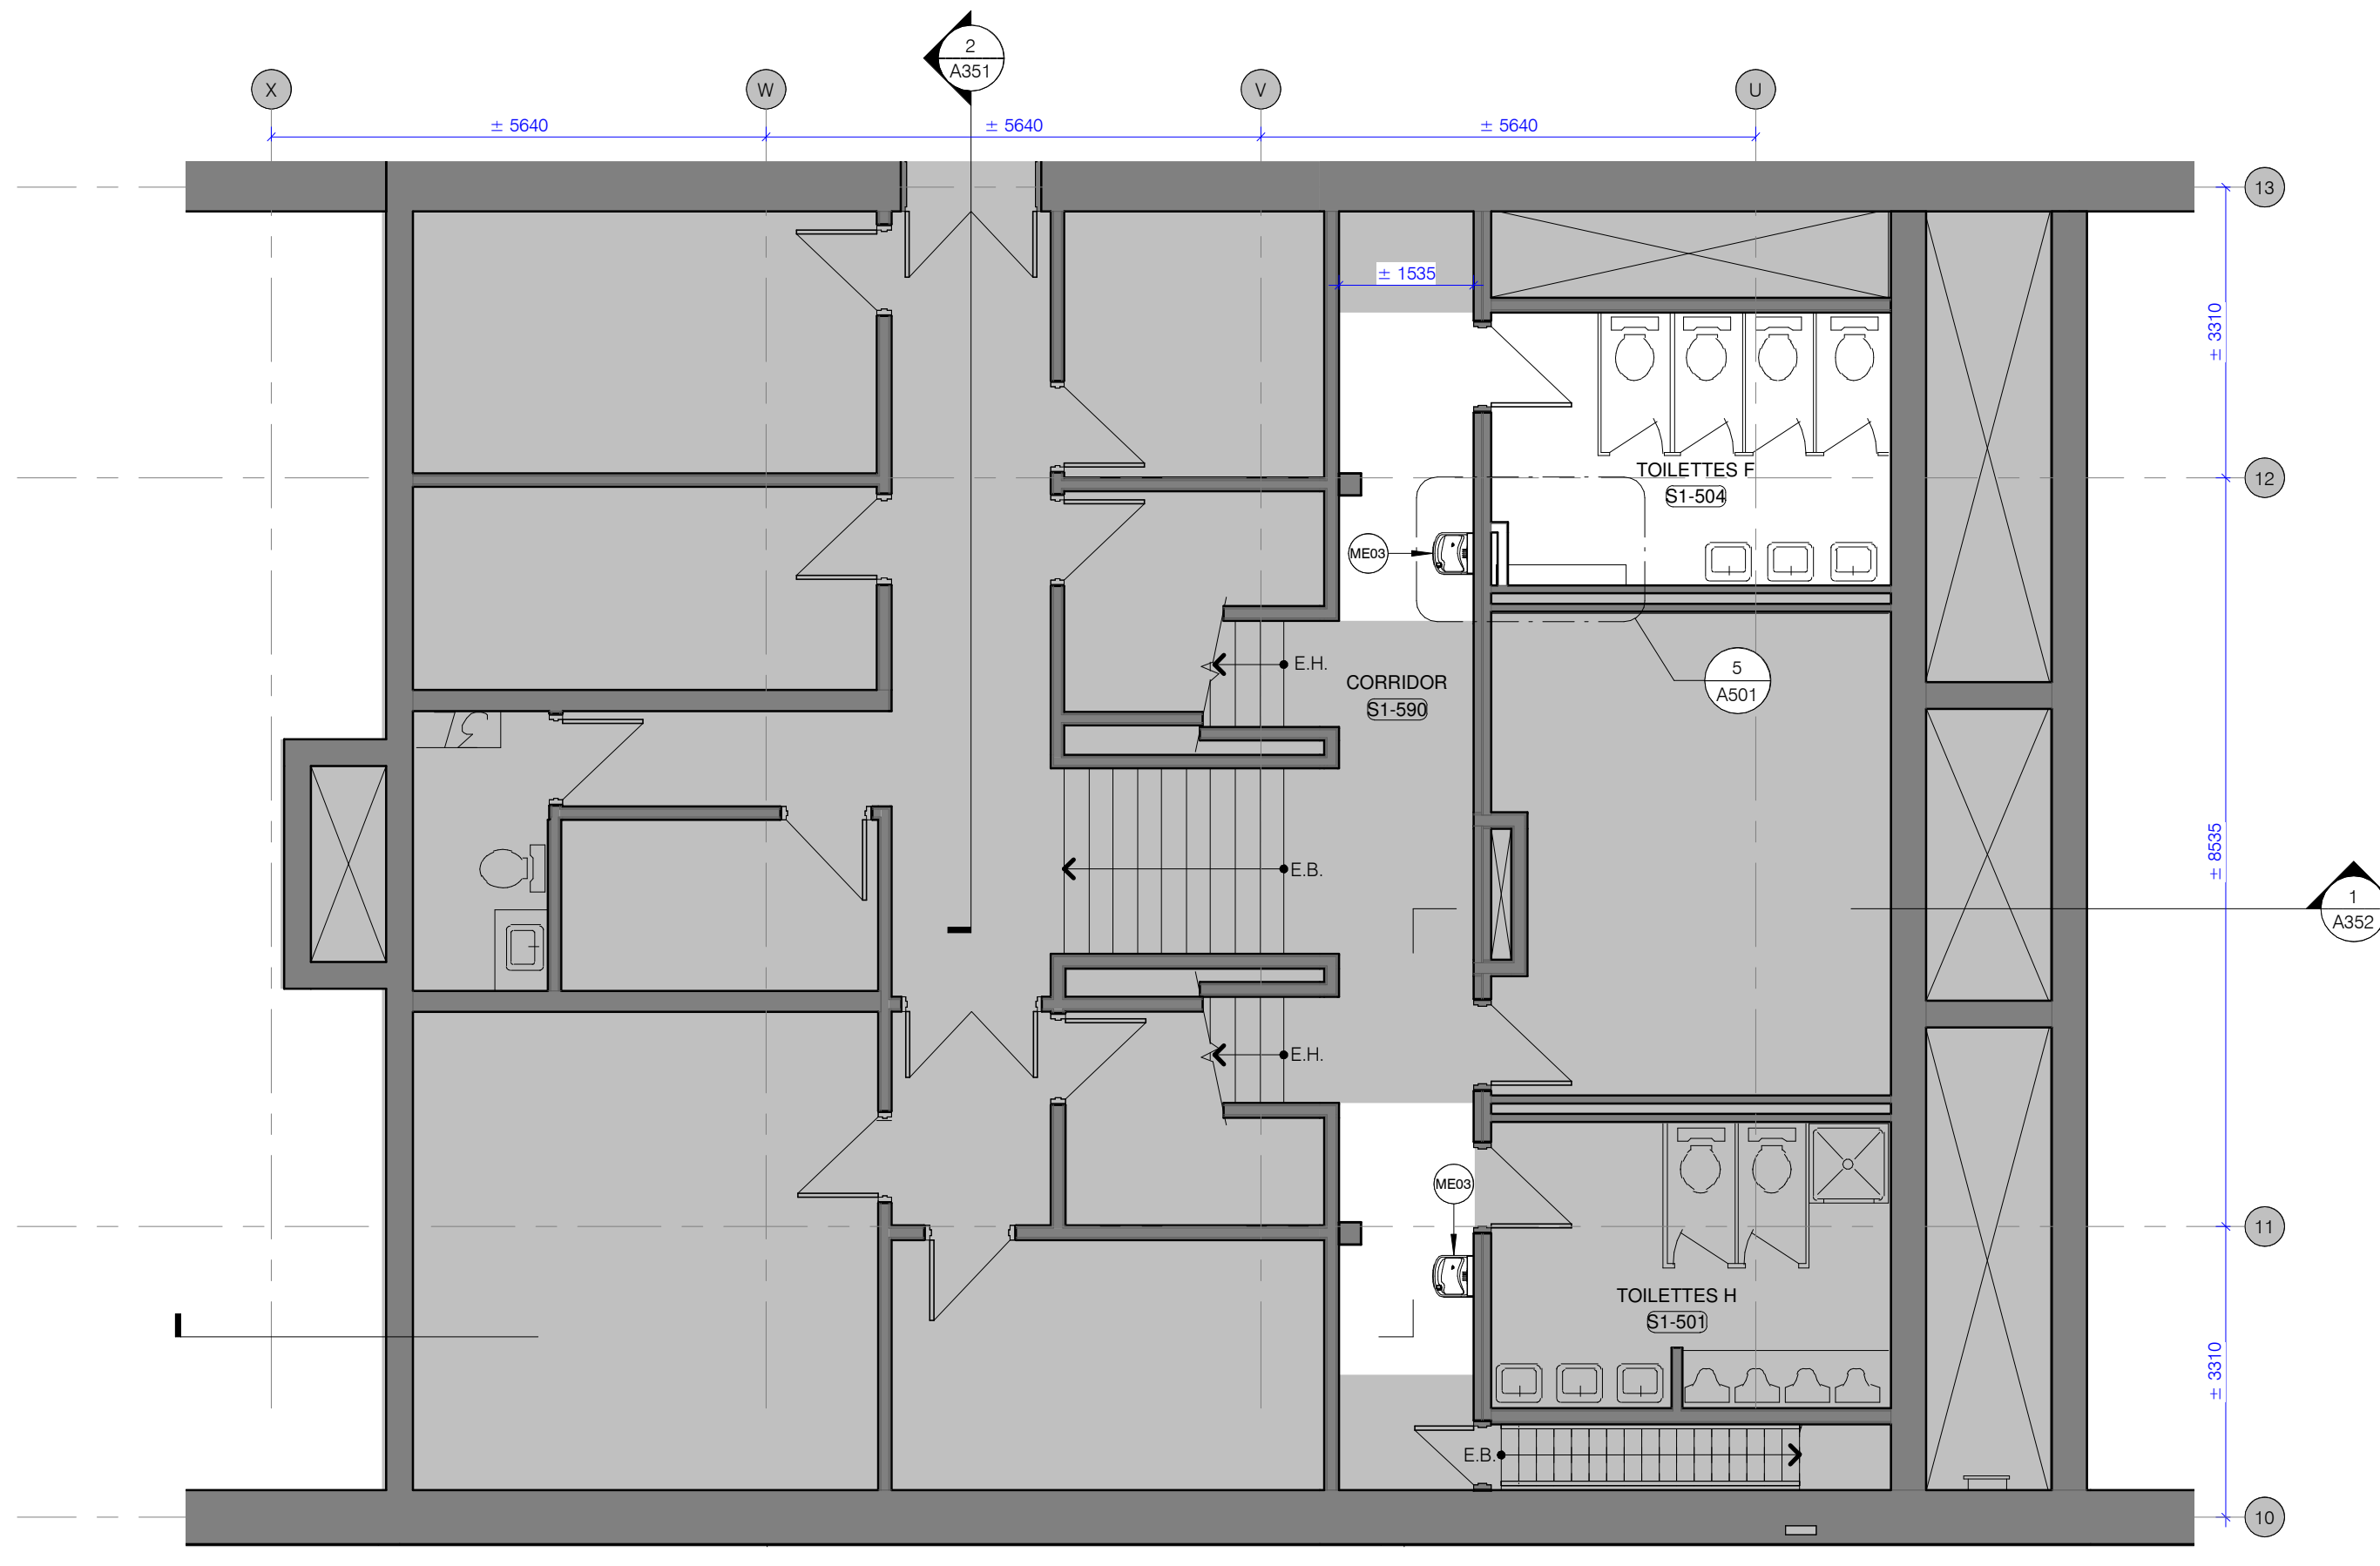 2
A351
X
W
V
U
± 5640
± 5640
± 5640
13
± 1535
± 3310
TOILETTES F
S1-504
12
ME03
E.H.
CORRIDOR
S1-590
5
A501
± 8535
E.B.
1
A352
E.H.
ME03
11
TOILETTES H
S1-501
± 3310
E.B.
10